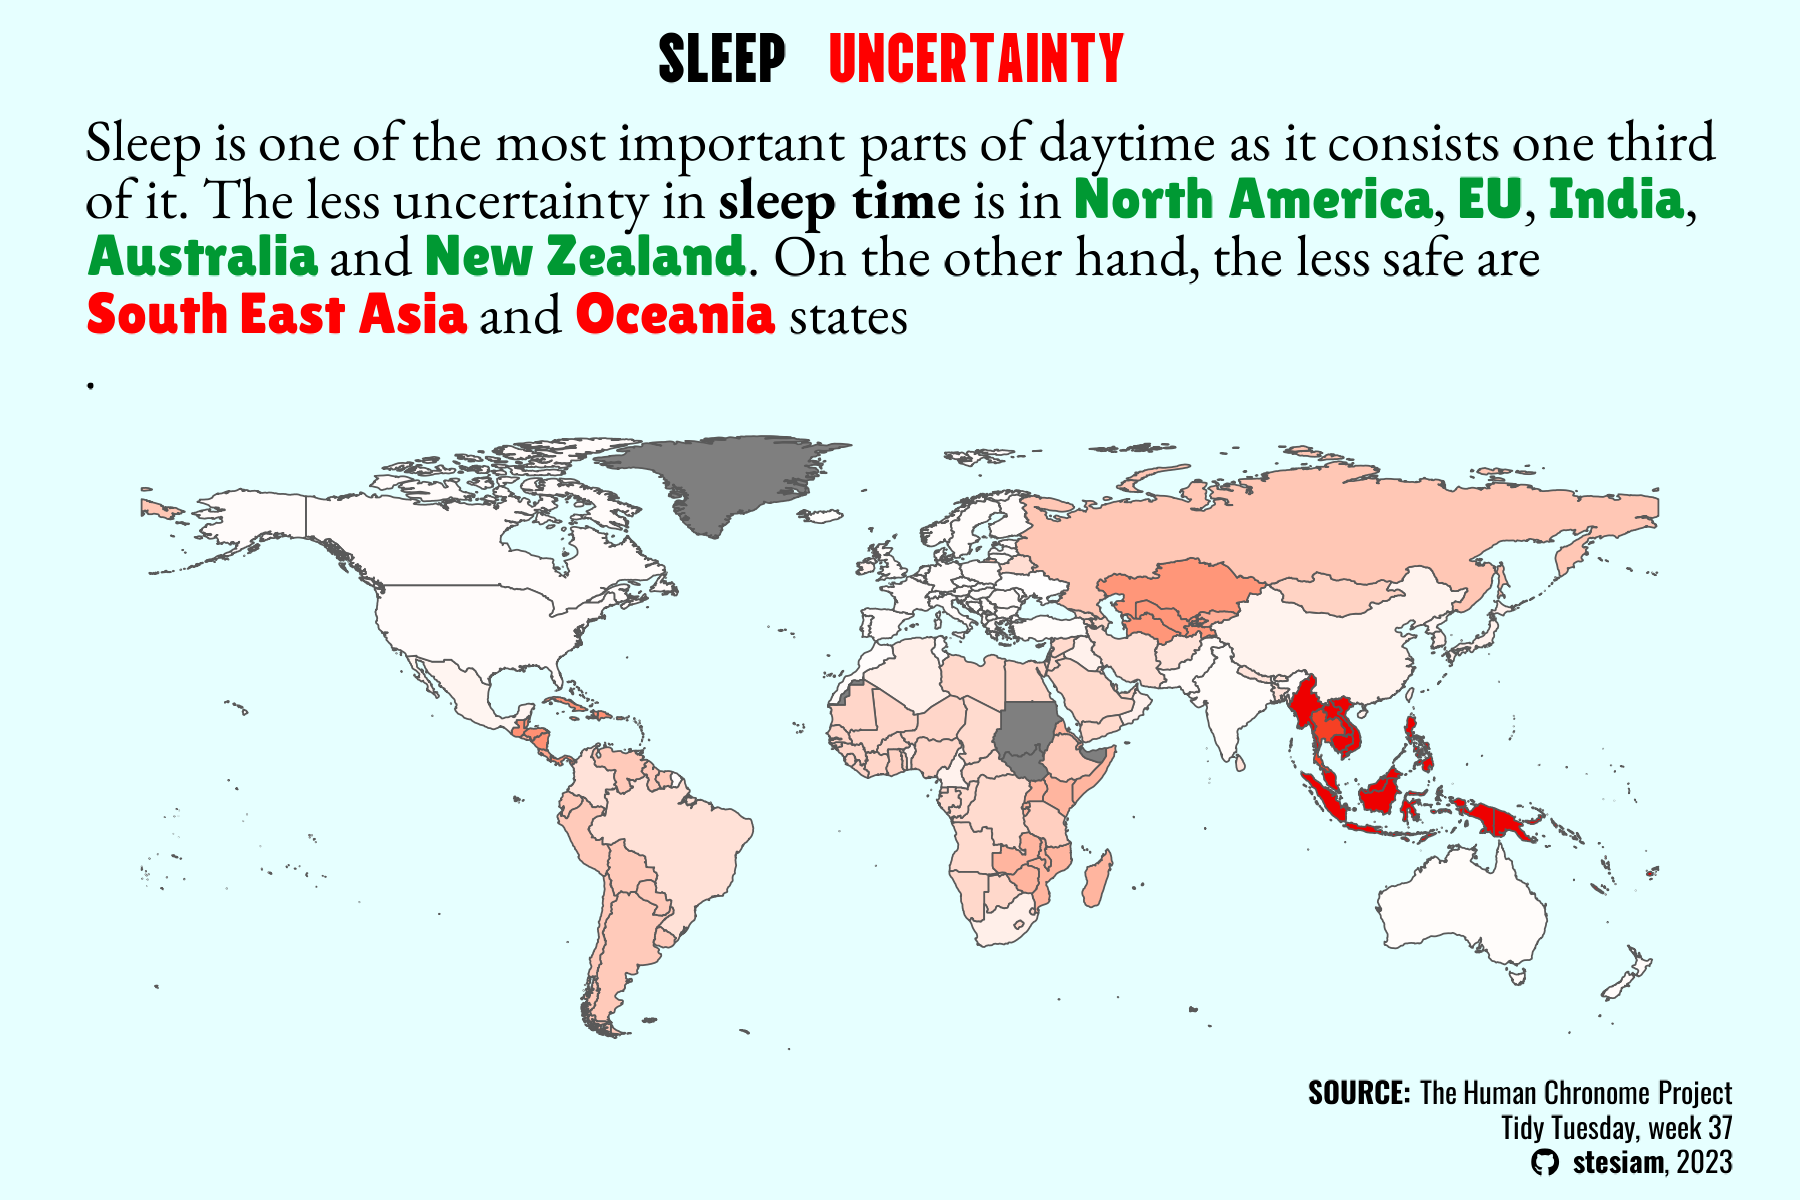 SLEEP UNCERTAINTY
Sleep is one of the most important parts of daytime as it consists one third
of it. The less uncertainty in sleep time is in North America, EU, India,
Australia and New Zealand. On the other hand, the less safe are
South East Asia and Oceania states
.
SOURCE: The Human Chronome Project
Tidy Tuesday, week 37
stesiam, 2023